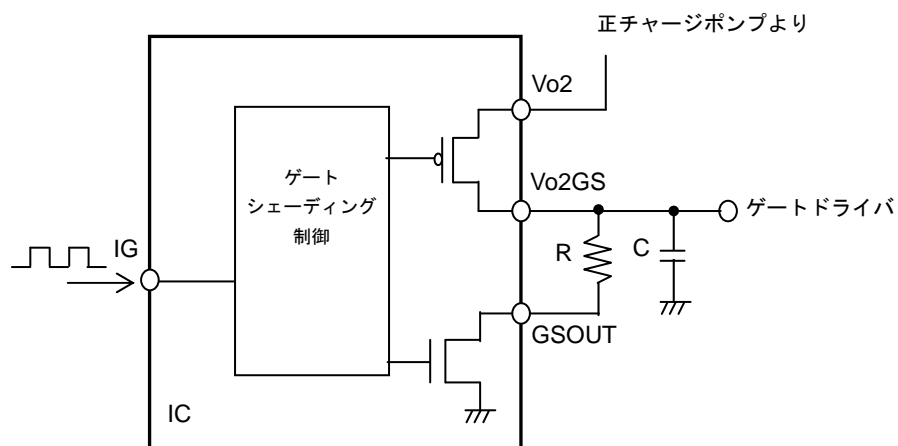 正チャージポンプより
Vo2
ゲート
シェーディング
制御
Vo2GS
ゲートドライバ
IG
R
C
GSOUT
IC